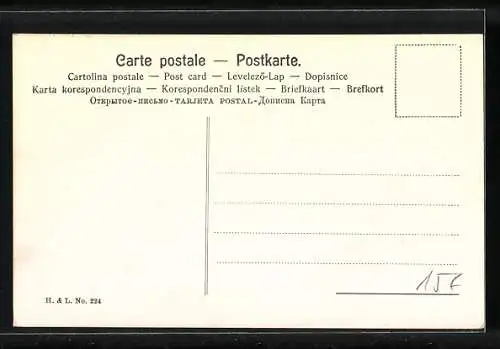 Carte postale — Postkarte.
Cartolina postale — Post card — Levelező-Lap — Dopisnice
Karta korespondencyjna — Korespondenční lístek — Briefkaart — Brefkort
Открытое-письмо-TARJETA POSTAL-Дописна Карта
H. & L. No. 224
15€